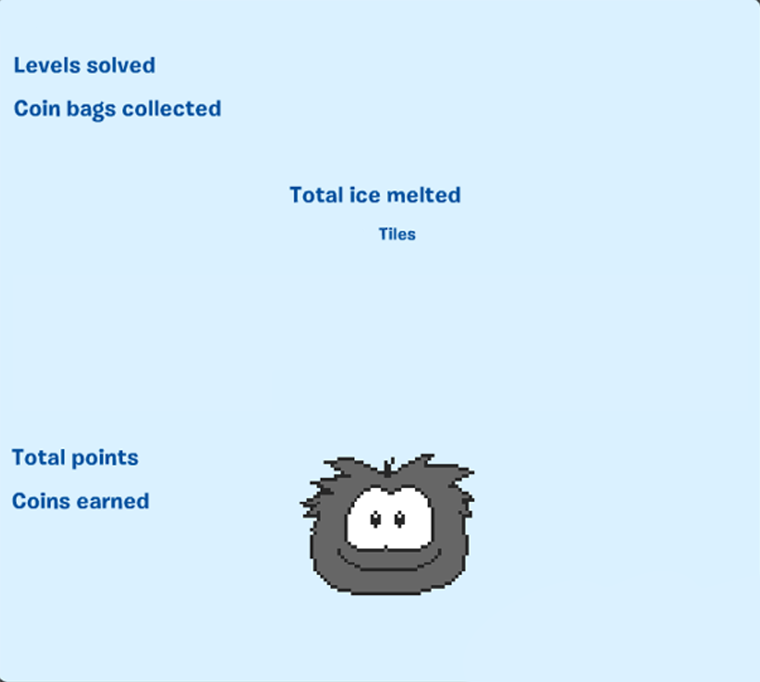 Levels solved
Coin bags collected
Total ice melted
Tiles
Total points
Coins earned